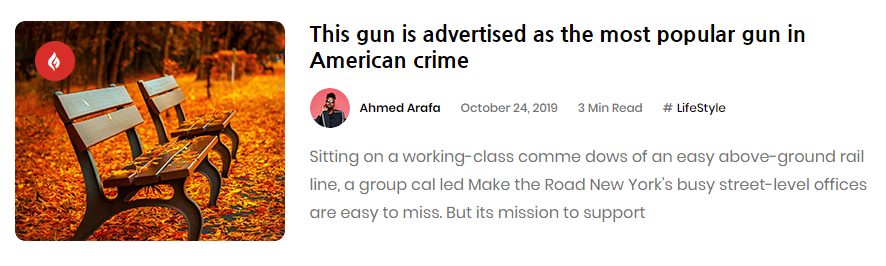 This gun is advertised as the most popular gun in
American crime
Ahmed Arafa October 24, 2019 3 Min Read # LifeStyle
Sitting on a working-class comme dows of an easy above-ground rail
line, a group cal led Make the Road New York's busy street-level offices
are easy to miss. But its mission to support